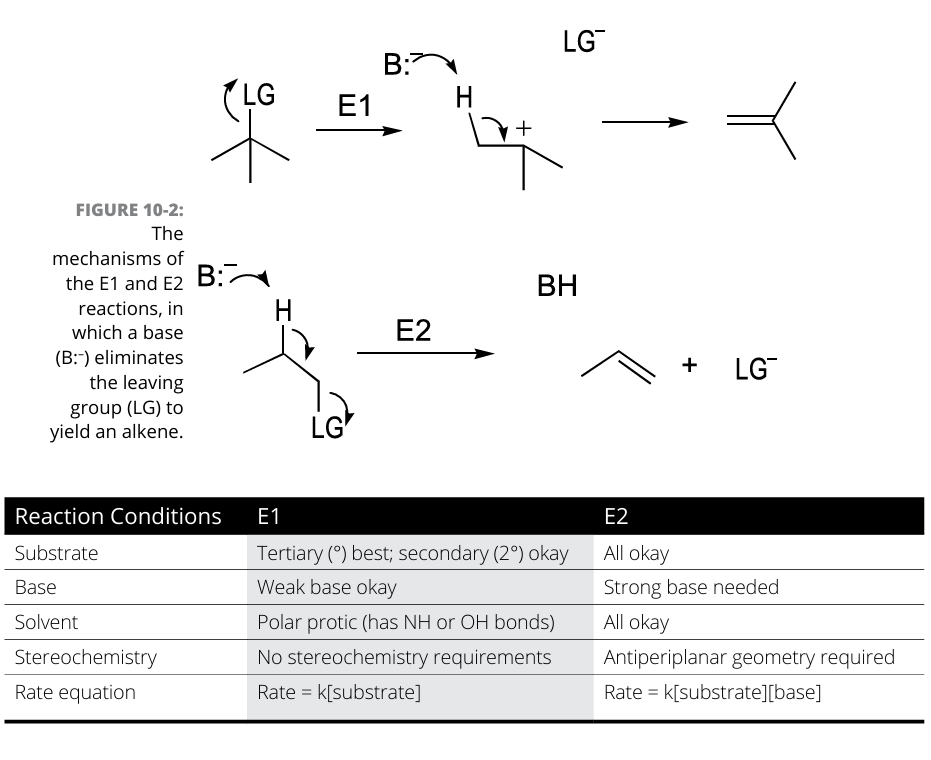 LG⁻
B:⁻
LG
H
E1
+
FIGURE 10-2:
The
mechanisms of
the E1 and E2
reactions, in
which a base
(B:⁻) eliminates
the leaving
group (LG) to
yield an alkene.
B:⁻
BH
H
E2
+ LG⁻
LG
Reaction Conditions E1 E2
Substrate Tertiary (°) best; secondary (2°) okay All okay
Base Weak base okay Strong base needed
Solvent Polar protic (has NH or OH bonds) All okay
Stereochemistry No stereochemistry requirements Antiperiplanar geometry required
Rate equation Rate = k[substrate] Rate = k[substrate][base]